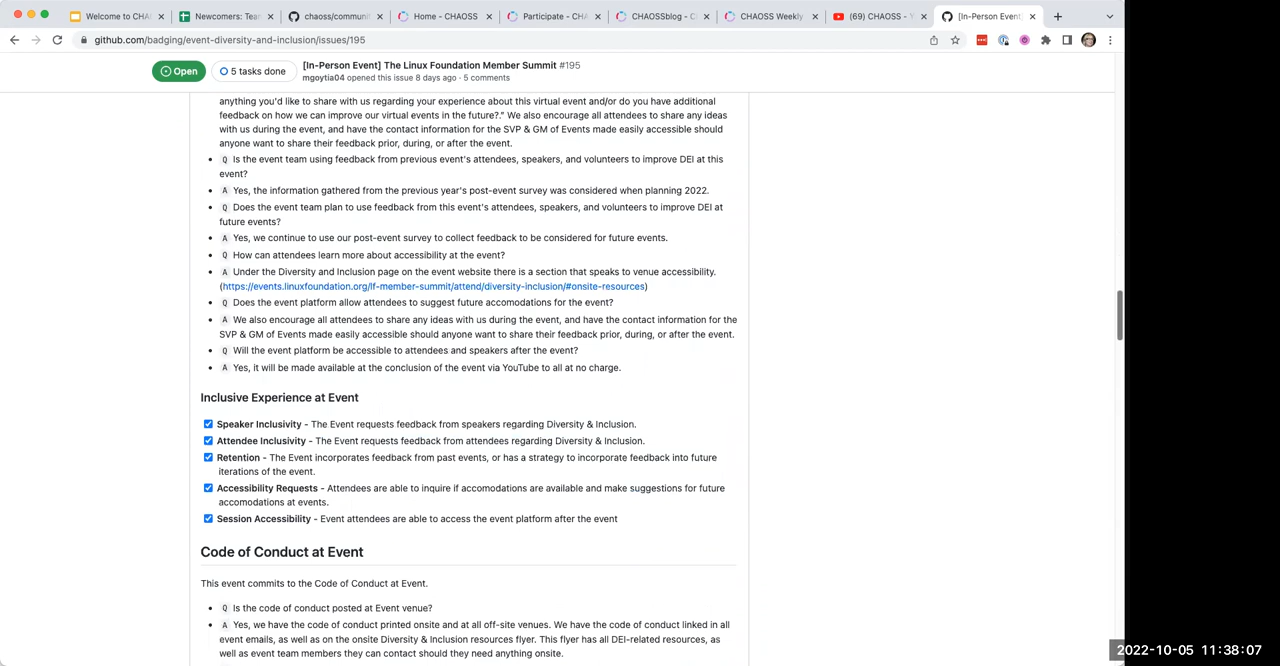 Welcome to CHA
Newcomers: Tea
chaoss/commun
Home - CHAOSS
Participate - CHA
CHAOSSblog - C
CHAOSS Weekly
(69) CHAOSS -
[In-Person Event
github.com/badging/event-diversity-and-inclusion/issues/195
Open
5 tasks done
[In-Person Event] The Linux Foundation Member Summit #195
mgoytia04 opened this issue 8 days ago · 5 comments
anything you'd like to share with us regarding your experience about this virtual event and/or do you have additional
feedback on how we can improve our virtual events in the future?." We also encourage all attendees to share any ideas
with us during the event, and have the contact information for the SVP & GM of Events made easily accessible should
anyone want to share their feedback prior, during, or after the event.
• Q Is the event team using feedback from previous event's attendees, speakers, and volunteers to improve DEI at this
event?
• A Yes, the information gathered from the previous year's post-event survey was considered when planning 2022.
• Q Does the event team plan to use feedback from this event's attendees, speakers, and volunteers to improve DEI at
future events?
• A Yes, we continue to use our post-event survey to collect feedback to be considered for future events.
• Q How can attendees learn more about accessibility at the event?
• A Under the Diversity and Inclusion page on the event website there is a section that speaks to venue accessibility.
(https://events.linuxfoundation.org/lf-member-summit/attend/diversity-inclusion/#onsite-resources)
• Q Does the event platform allow attendees to suggest future accomodations for the event?
• A We also encourage all attendees to share any ideas with us during the event, and have the contact information for the
SVP & GM of Events made easily accessible should anyone want to share their feedback prior, during, or after the event.
• Q Will the event platform be accessible to attendees and speakers after the event?
• A Yes, it will be made available at the conclusion of the event via YouTube to all at no charge.
Inclusive Experience at Event
Speaker Inclusivity - The Event requests feedback from speakers regarding Diversity & Inclusion.
Attendee Inclusivity - The Event requests feedback from attendees regarding Diversity & Inclusion.
Retention - The Event incorporates feedback from past events, or has a strategy to incorporate feedback into future
iterations of the event.
Accessibility Requests - Attendees are able to inquire if accomodations are available and make suggestions for future
accomodations at events.
Session Accessibility - Event attendees are able to access the event platform after the event
Code of Conduct at Event
This event commits to the Code of Conduct at Event.
• Q Is the code of conduct posted at Event venue?
• A Yes, we have the code of conduct printed onsite and at all off-site venues. We have the code of conduct linked in all
event emails, as well as on the onsite Diversity & Inclusion resources flyer. This flyer has all DEI-related resources, as
well as event team members they can contact should they need anything onsite.
2022-10-05 11:38:07